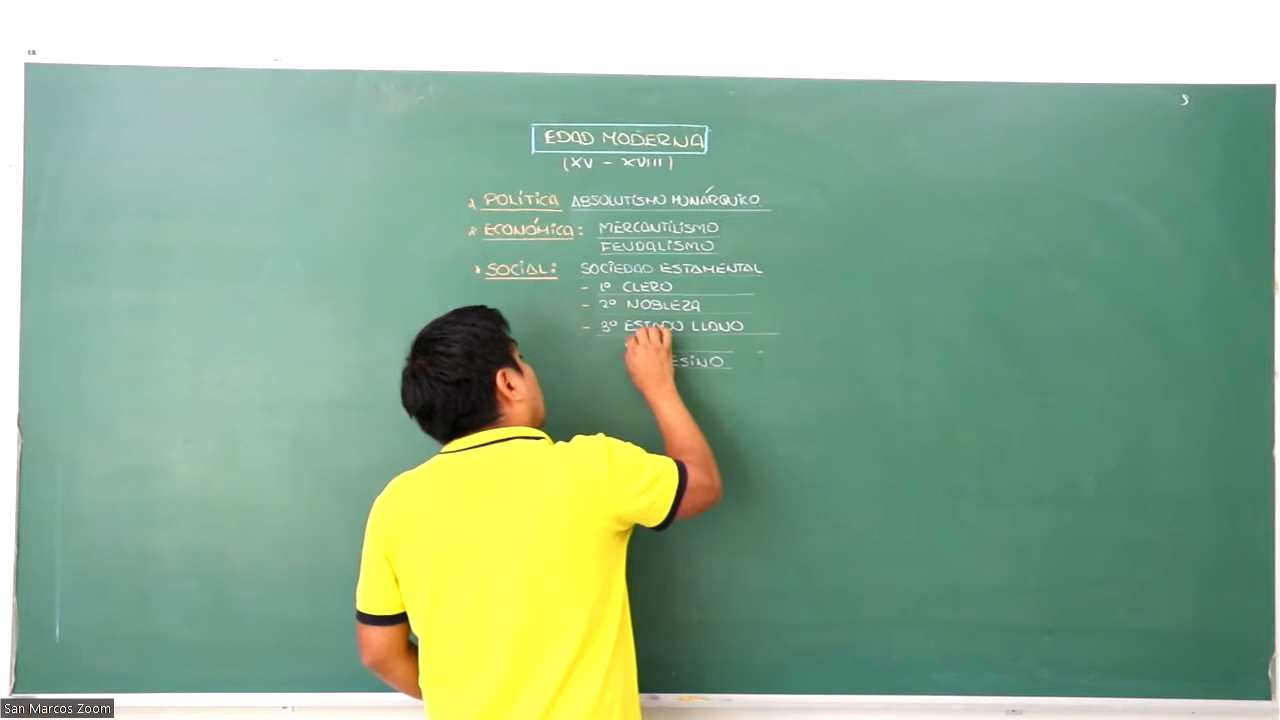 EDAD MODERNA
(XV - XVIII)
POLÍTICA ABSOLUTISMO MONÁRQUICO
ECONÓMICA: MERCANTILISMO
FEUDALISMO
SOCIAL: SOCIEDAD ESTAMENTAL
- 1º CLERO
- 2º NOBLEZA
- 3º ESTADO LLANO
San Marcos Zoom